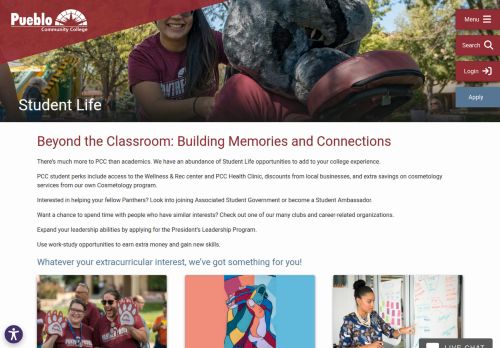 Pueblo
Community College
Menu
Search
Login
Apply
Student Life
Beyond the Classroom: Building Memories and Connections
There's much more to PCC than academics. We have an abundance of Student Life opportunities to add to your college experience.
PCC student perks include access to the Wellness & Rec center and PCC Health Clinic, discounts from local businesses, and extra savings on cosmetology
services from our own Cosmetology program.
Interested in helping your fellow Panthers? Look into joining Associated Student Government or become a Student Ambassador.
Want a chance to spend time with people who have similar interests? Check out one of our many clubs and career-related organizations.
Expand your leadership abilities by applying for the President's Leadership Program.
Use work-study opportunities to earn extra money and gain new skills.
Whatever your extracurricular interest, we've got something for you!
LIVE CHAT